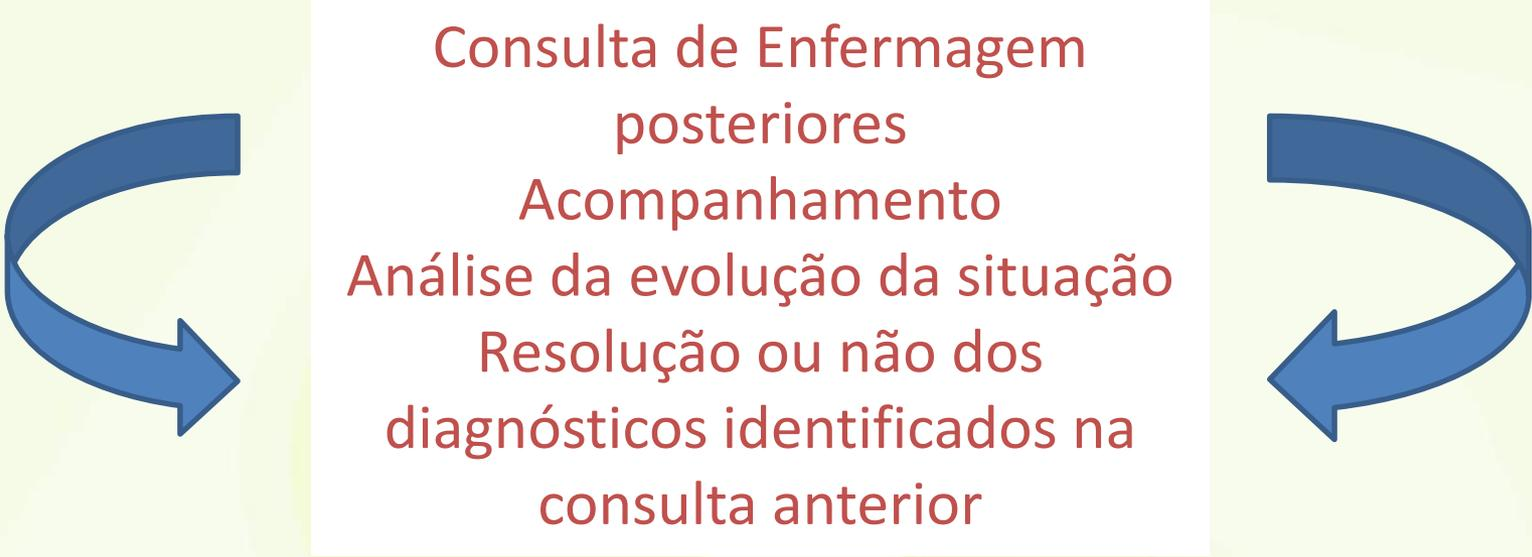 Consulta de Enfermagem
posteriores
Acompanhamento
Análise da evolução da situação
Resolução ou não dos
diagnósticos identificados na
consulta anterior